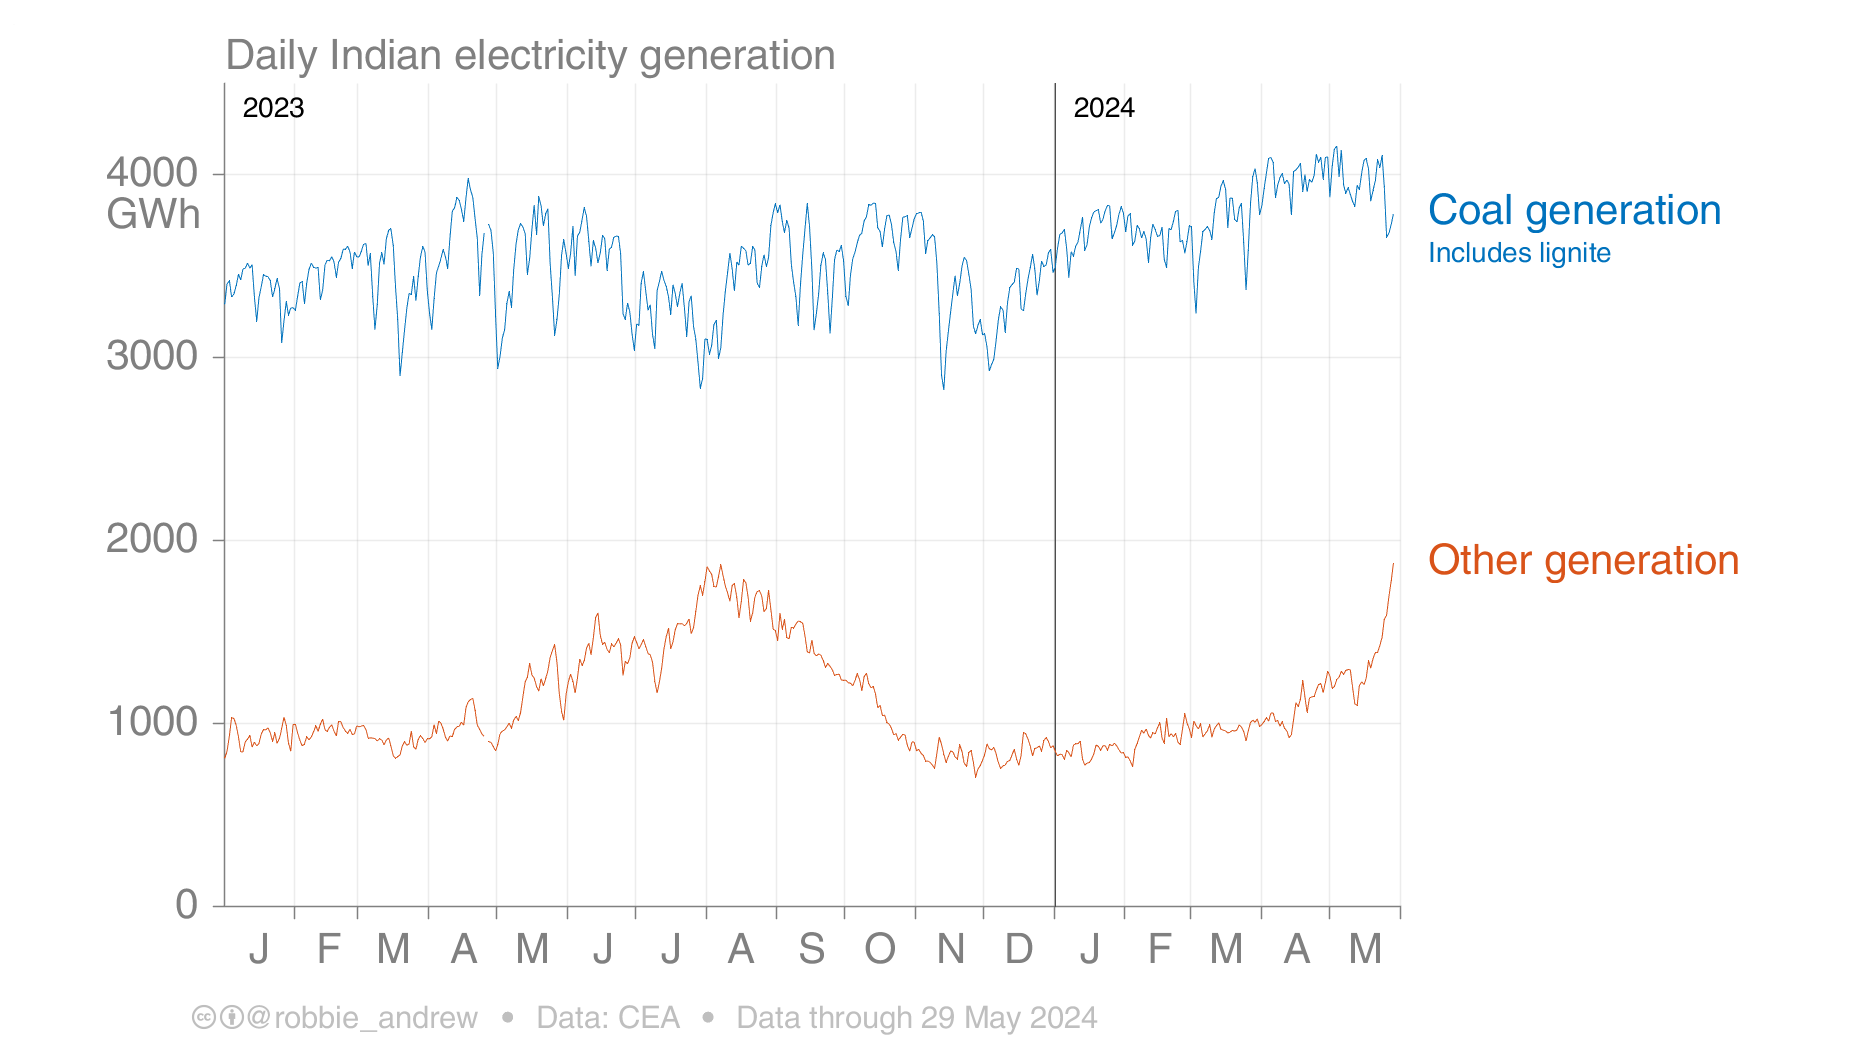 Daily Indian electricity generation
2023
2024
4000
GWh
3000
2000
1000
0
Coal generation
Includes lignite
Other generation
J F M A M J J A S O N D J F M A M
cc @robbie_andrew • Data: CEA • Data through 29 May 2024